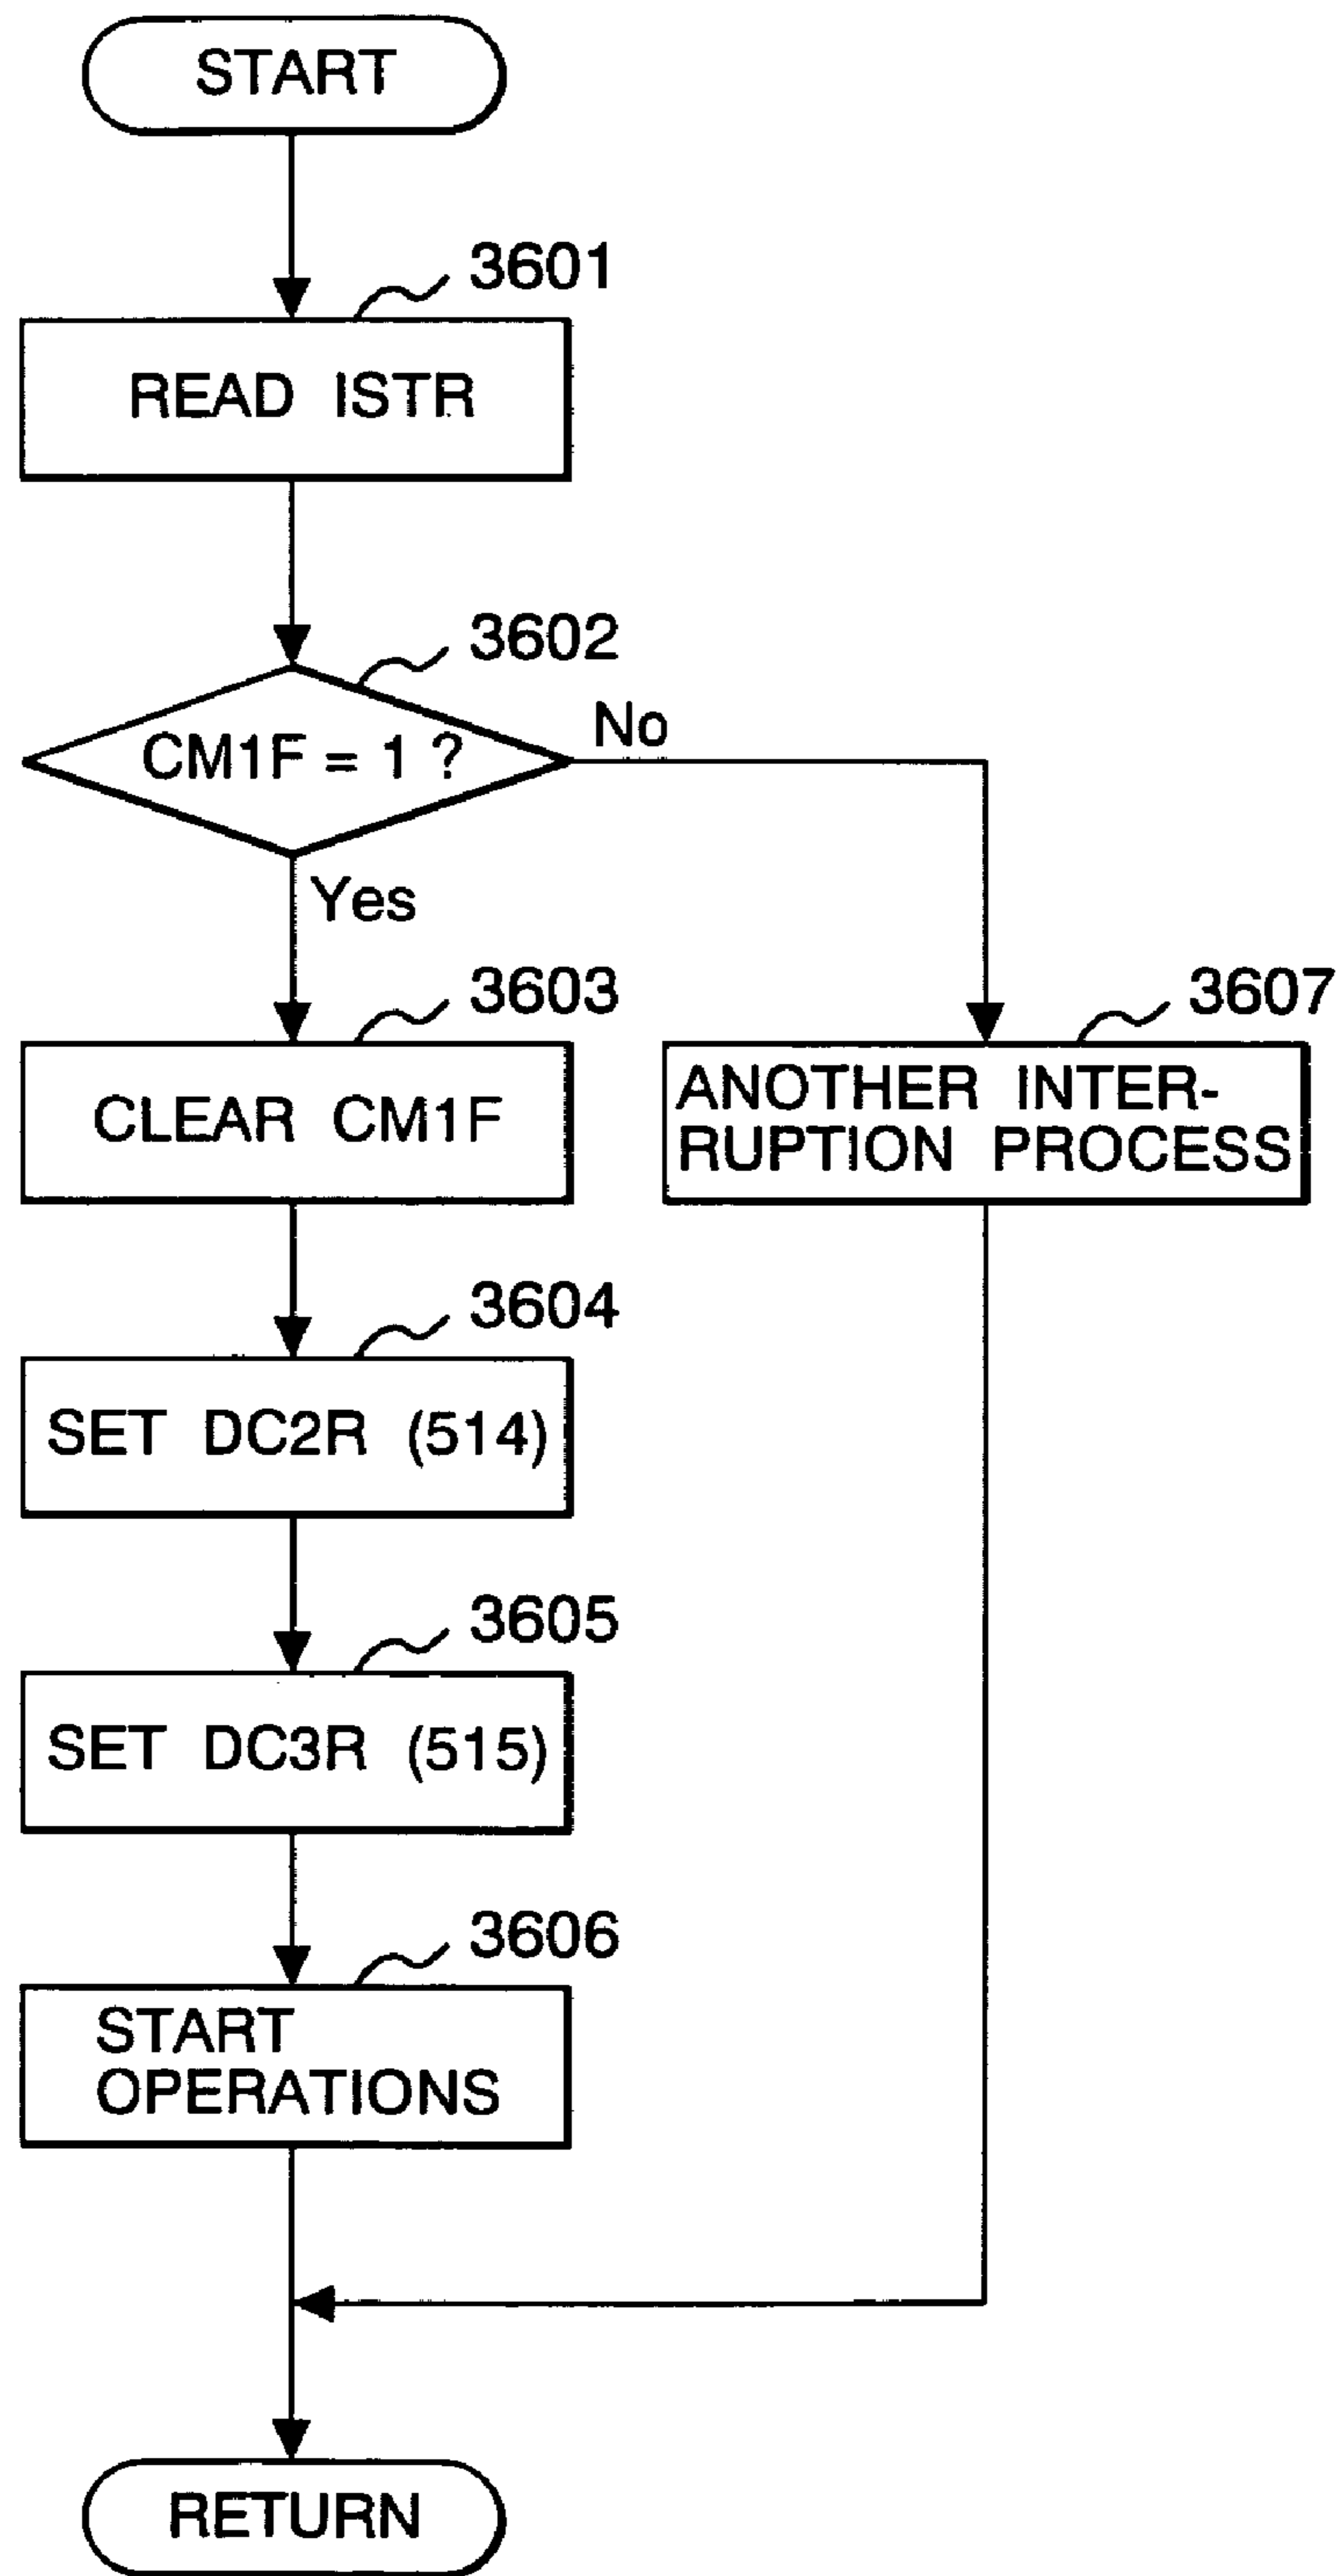 START
3601
READ ISTR
3602
CM1F = 1 ?
No
Yes
3603
CLEAR CM1F
3607
ANOTHER INTER-
RUPTION PROCESS
3604
SET DC2R (514)
3605
SET DC3R (515)
3606
START
OPERATIONS
RETURN